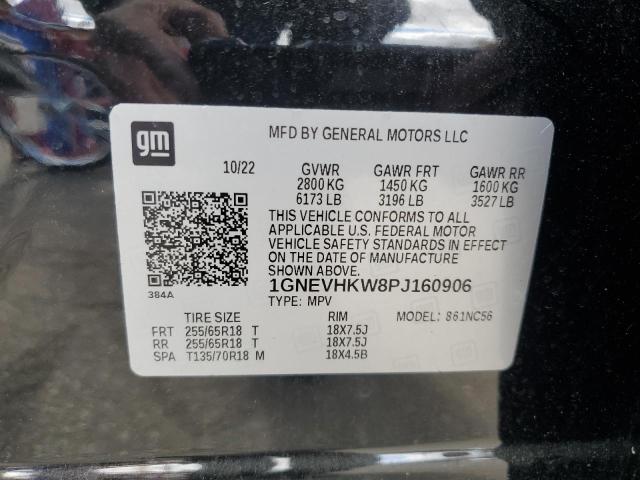 gm
MFD BY GENERAL MOTORS LLC
10/22 GVWR GAWR FRT GAWR RR
2800 KG 1450 KG 1600 KG
6173 LB 3196 LB 3527 LB
THIS VEHICLE CONFORMS TO ALL
APPLICABLE U.S. FEDERAL MOTOR
VEHICLE SAFETY STANDARDS IN EFFECT
ON THE DATE OF MANUFACTURE
SHOWN ABOVE.
1GNEVHKW8PJ160906
384A
TYPE: MPV
TIRE SIZE RIM MODEL: 861NC56
FRT 255/65R18 T 18X7.5J
RR 255/65R18 T 18X7.5J
SPA T135/70R18 M 18X4.5B